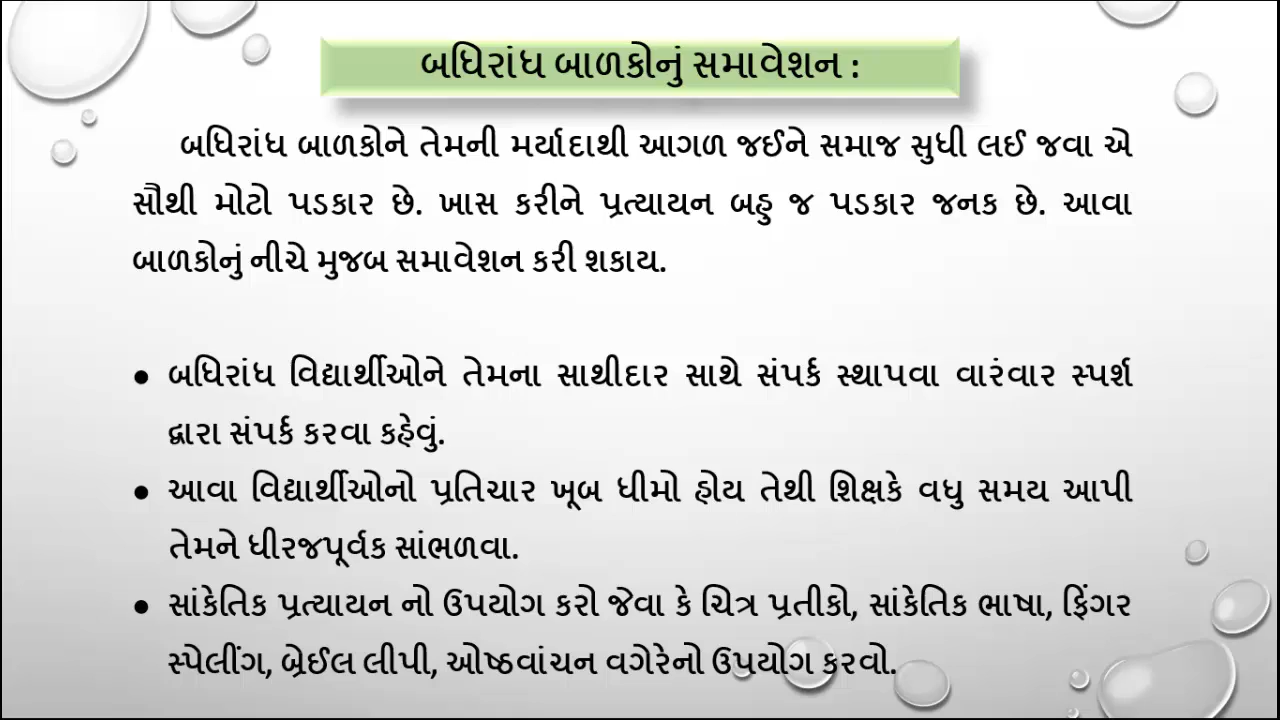 બધિરાંધ બાળકોનું સમાવેશન :
બધિરાંધ બાળકોને તેમની મર્યાદાથી આગળ જઈને સમાજ સુધી લઈ જવા એ
સૌથી મોટો પડકાર છે. ખાસ કરીને પ્રત્યાયન બહુ જ પડકાર જનક છે. આવા
બાળકોનું નીચે મુજબ સમાવેશન કરી શકાય.
● બધિરાંધ વિદ્યાર્થીઓને તેમના સાથીદાર સાથે સંપર્ક સ્થાપવા વારંવાર સ્પર્શ
દ્વારા સંપર્ક કરવા કહેવું.
● આવા વિદ્યાર્થીઓનો પ્રતિચાર ખૂબ ધીમો હોય તેથી શિક્ષકે વધુ સમય આપી
તેમને ધીરજપૂર્વક સાંભળવા.
● સાંકેતિક પ્રત્યાયન નો ઉપયોગ કરો જેવા કે ચિત્ર પ્રતીકો, સાંકેતિક ભાષા, ફિંગર
સ્પેલીંગ, બ્રેઈલ લીપી, ઓષ્ઠવાંચન વગેરેનો ઉપયોગ કરવો.